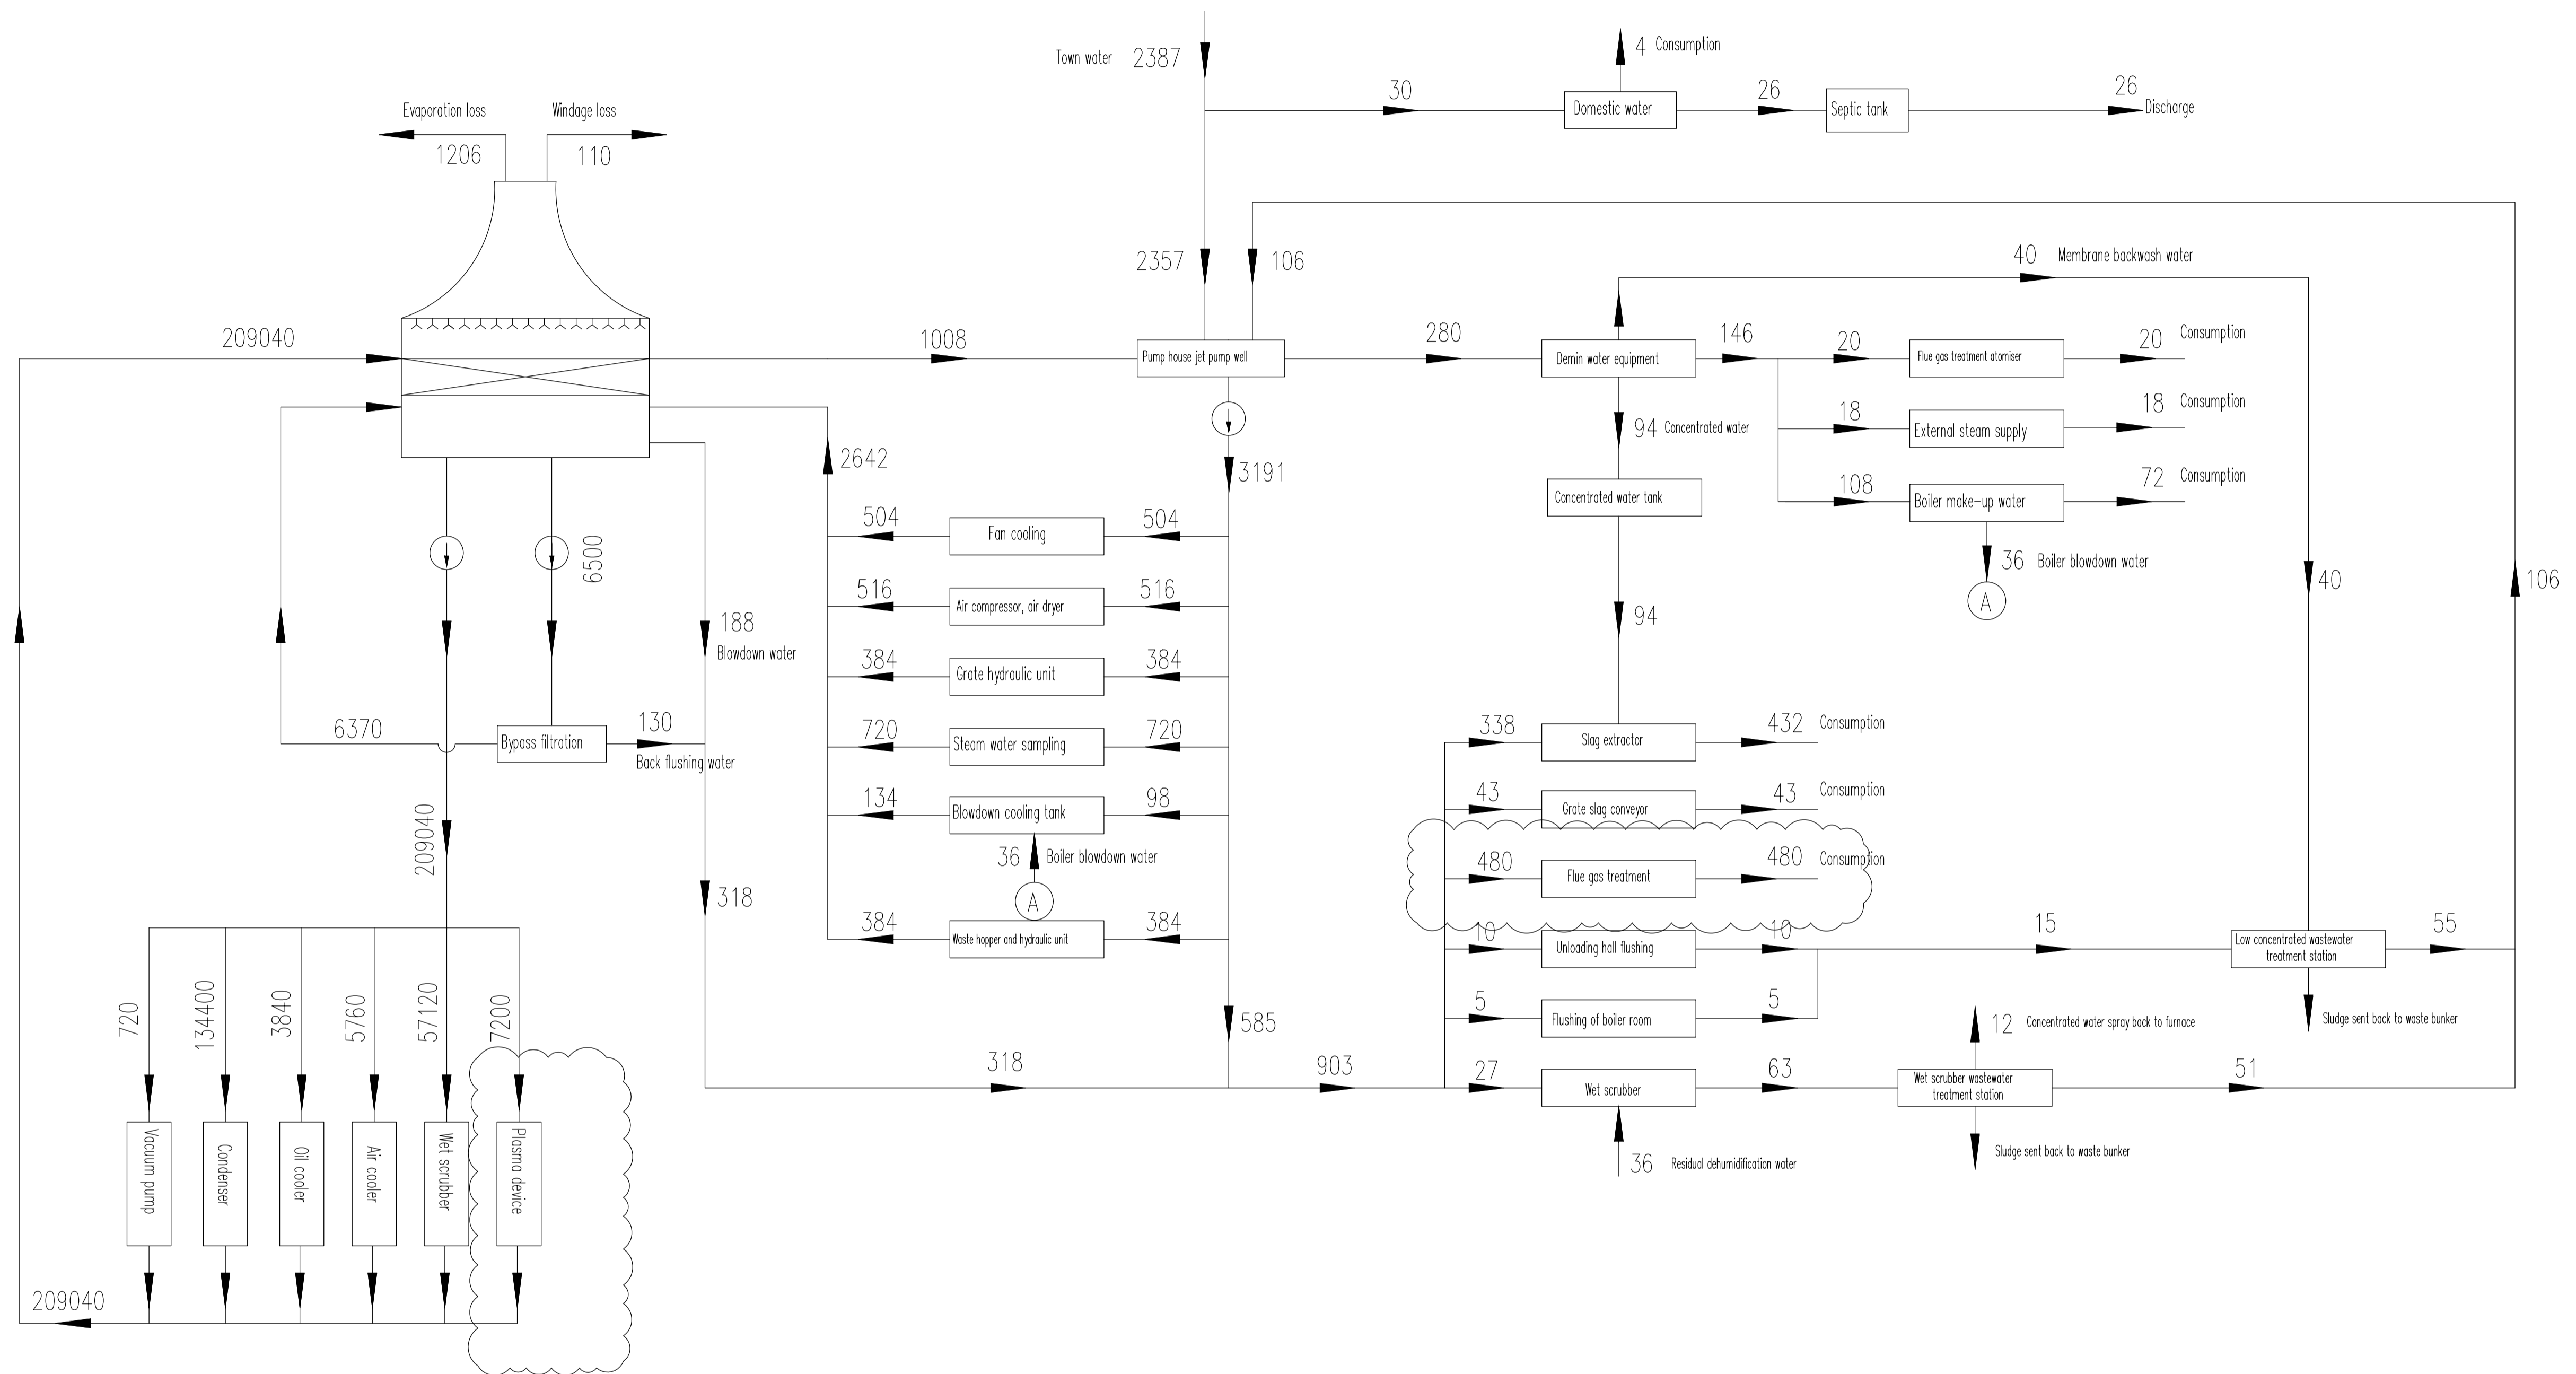 Town water 2387
4 Consumption
30
26
26
Domestic water
Septic tank
Discharge
Evaporation loss
Windage loss
1206
110
2357
106
40 Membrane backwash water
209040
1008
Pump house jet pump well
280
Demin water equipment
146
20
Flue gas treatment atomiser
20
Consumption
18
External steam supply
18
Consumption
94 Concentrated water
2642
3191
108
Boiler make-up water
72
Consumption
Concentrated water tank
504
Fan cooling
504
6500
36 Boiler blowdown water
A
40
106
516
Air compressor, air dryer
516
94
188
Blowdown water
384
Grate hydraulic unit
384
6370
Bypass filtration
130
Back flushing water
720
Steam water sampling
720
338
Slag extractor
432
Consumption
134
Blowdown cooling tank
98
43
Grate slag conveyor
43
Consumption
209040
36 Boiler blowdown water
A
480
Flue gas treatment
480
Consumption
318
384
Waste hopper and hydraulic unit
384
10
Unloading hall flushing
10
15
Low concentrated wastewater
treatment station
55
720
134400
3840
5760
57120
7200
585
5
Flushing of boiler room
5
12 Concentrated water spray back to furnace
Sludge sent back to waste bunker
318
903
27
Wet scrubber
63
Wet scrubber wastewater
treatment station
51
36 Residual dehumidification water
Sludge sent back to waste bunker
Vacuum pump
Condenser
Oil cooler
Air cooler
Wet scrubber
Plasma device
209040